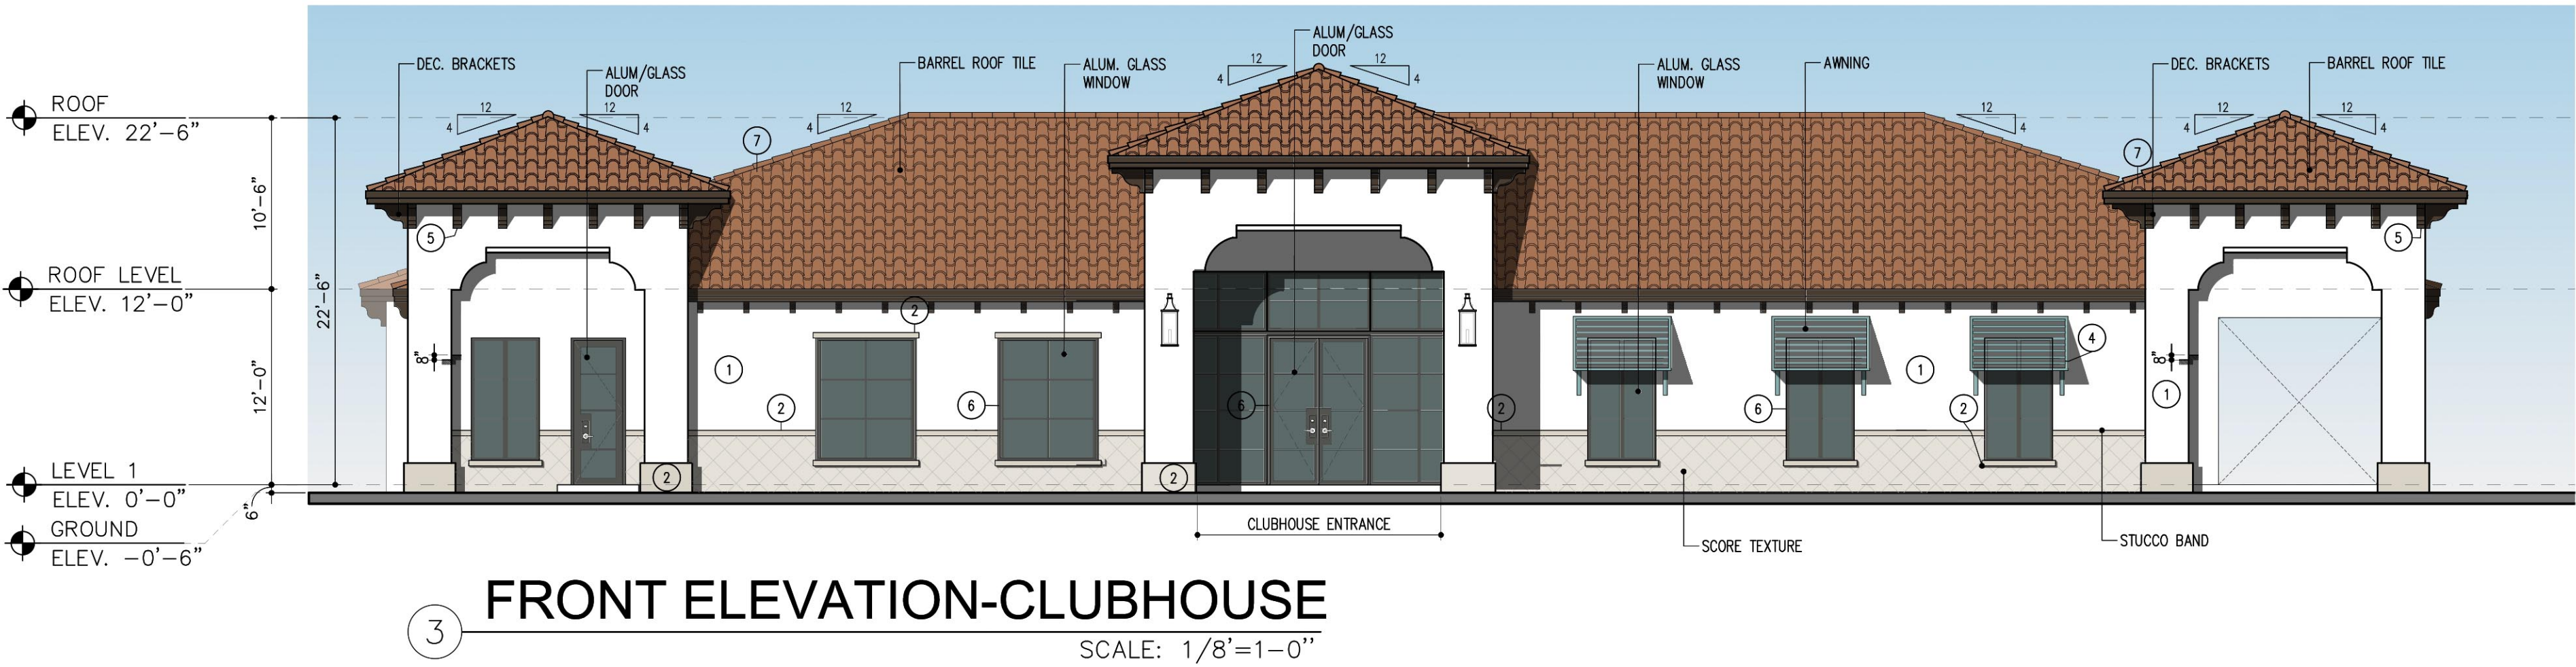 ALUM/GLASS
DOOR
DEC. BRACKETS
ALUM/GLASS
DOOR
BARREL ROOF TILE
ALUM. GLASS
WINDOW
ALUM. GLASS
WINDOW
AWNING
DEC. BRACKETS
BARREL ROOF TILE
12
4
12
4
12
4
12
4
12
4
12
4
12
4
12
4
ROOF
ELEV. 22'-6"
7
7
10'-6"
5
5
ROOF LEVEL
ELEV. 12'-0"
22'-6"
2
4
8"
8"
1
1
1
12'-0"
2
6
6
2
6
2
2
2
LEVEL 1
ELEV. 0'-0"
6"
GROUND
ELEV. -0'-6"
CLUBHOUSE ENTRANCE
SCORE TEXTURE
STUCCO BAND
3
FRONT ELEVATION-CLUBHOUSE
SCALE: 1/8'=1-0''